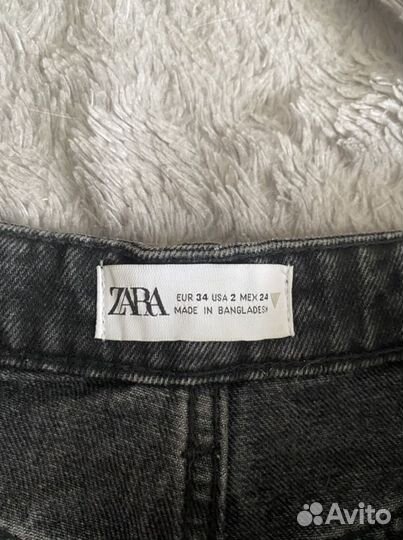 ZARA
EUR 34 USA 2 MEX 24
MADE IN BANGLADESH
Avito